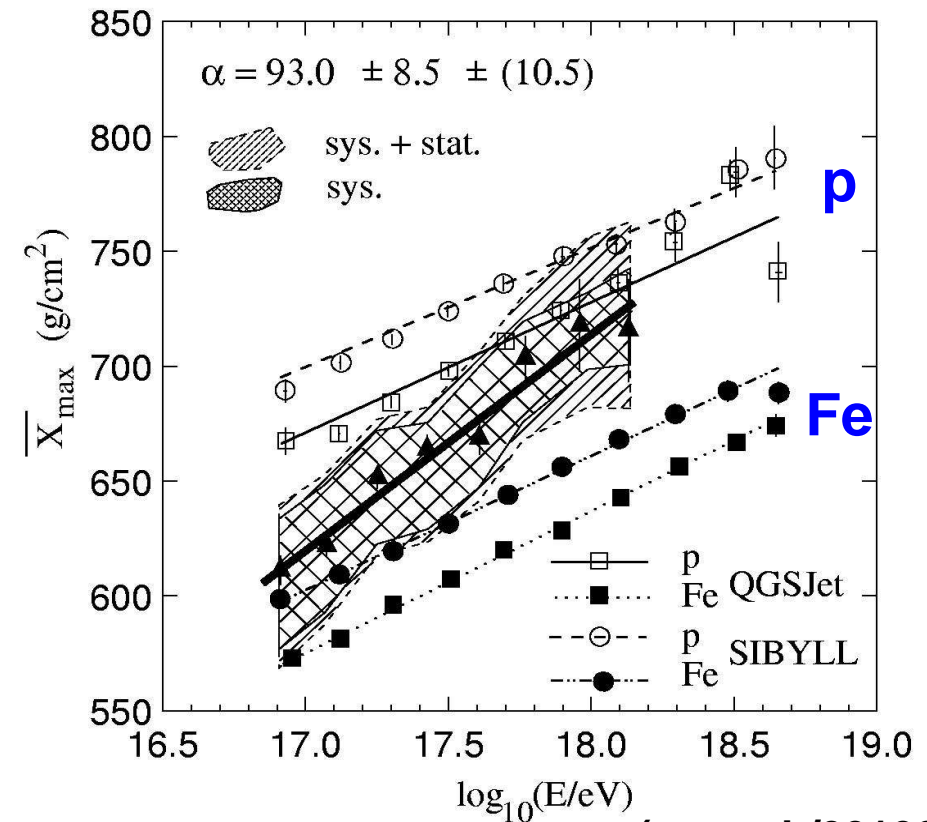 850
800
750
700
650
600
550
X̅max (g/cm²)
α = 93.0 ± 8.5 ± (10.5)
sys. + stat.
sys.
p
Fe
p
Fe QGSJet
p
Fe SIBYLL
16.5 17.0 17.5 18.0 18.5 19.0
log₁₀(E/eV)